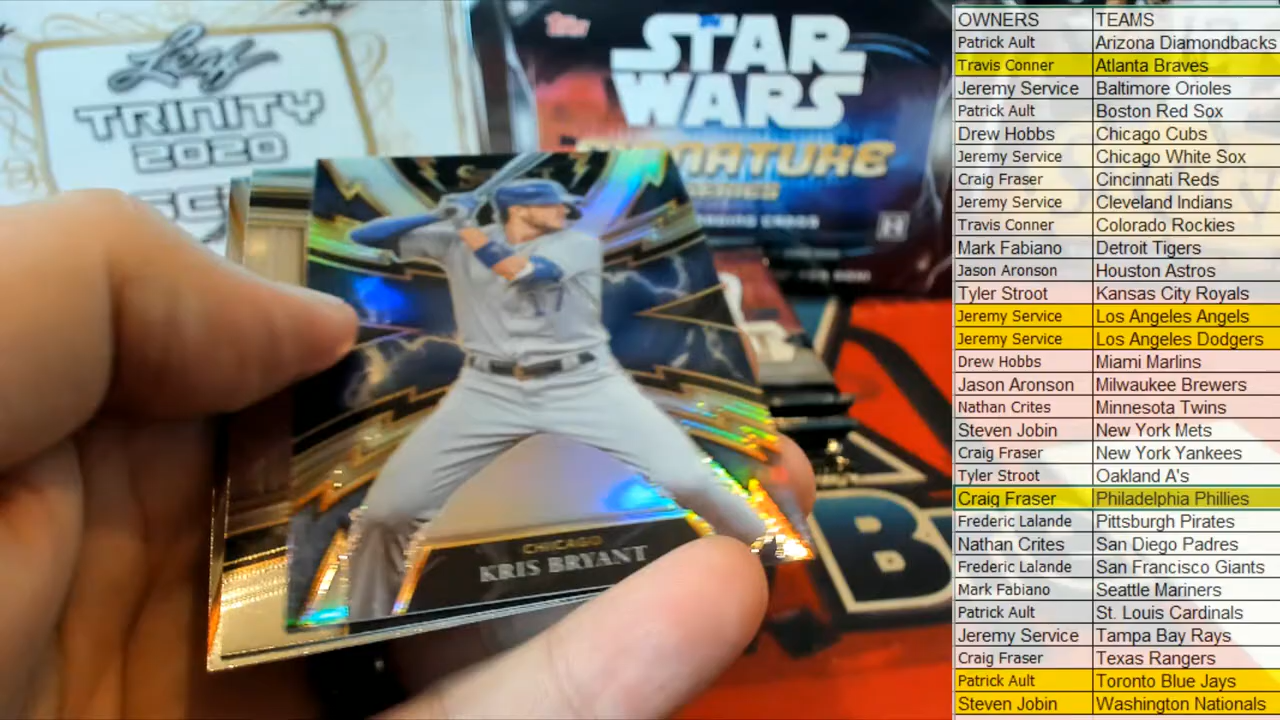 Leaf
TRINITY
2020
topps
STAR
WARS
SIGNATURE
SERIES
H
17
CHICAGO
KRIS BRYANT
B
OWNERS TEAMS
Patrick Ault Arizona Diamondbacks
Travis Conner Atlanta Braves
Jeremy Service Baltimore Orioles
Patrick Ault Boston Red Sox
Drew Hobbs Chicago Cubs
Jeremy Service Chicago White Sox
Craig Fraser Cincinnati Reds
Jeremy Service Cleveland Indians
Travis Conner Colorado Rockies
Mark Fabiano Detroit Tigers
Jason Aronson Houston Astros
Tyler Stroot Kansas City Royals
Jeremy Service Los Angeles Angels
Jeremy Service Los Angeles Dodgers
Drew Hobbs Miami Marlins
Jason Aronson Milwaukee Brewers
Nathan Crites Minnesota Twins
Steven Jobin New York Mets
Craig Fraser New York Yankees
Tyler Stroot Oakland A's
Craig Fraser Philadelphia Phillies
Frederic Lalande Pittsburgh Pirates
Nathan Crites San Diego Padres
Frederic Lalande San Francisco Giants
Mark Fabiano Seattle Mariners
Patrick Ault St. Louis Cardinals
Jeremy Service Tampa Bay Rays
Craig Fraser Texas Rangers
Patrick Ault Toronto Blue Jays
Steven Jobin Washington Nationals